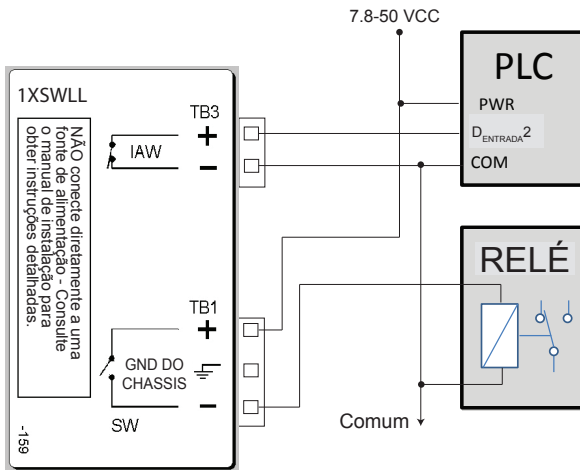 7.8-50 VCC
1XSWLL
NÃO conecte diretamente a uma
fonte de alimentação - Consulte
o manual de instalação para
obter instruções detalhadas.
TB3
+
IAW
−
PLC
PWR
DENTRADA2
COM
RELÉ
TB1
+
GND DO
CHASSIS
−
SW
Comum
-159